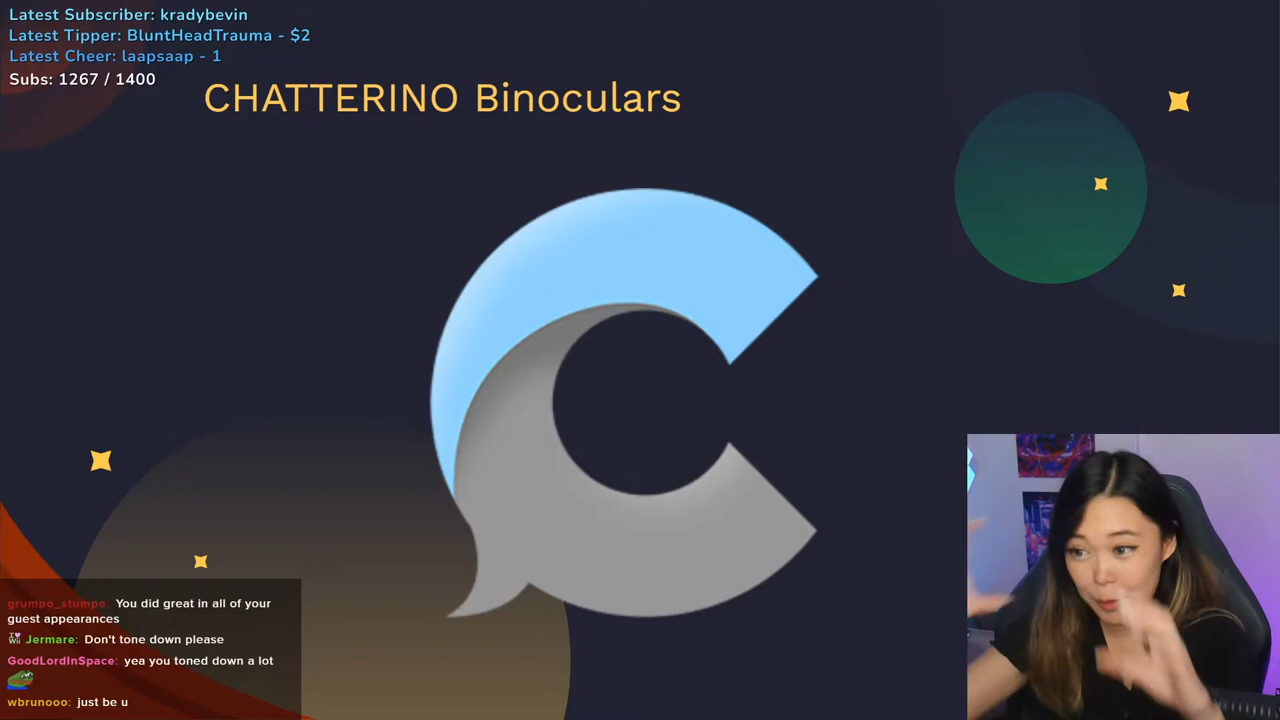 Latest Subscriber: kradybevin
Latest Tipper: BluntHeadTrauma - $2
Latest Cheer: laapsaap - 1
Subs: 1267 / 1400
CHATTERINO Binoculars
grumpo_stumpo: You did great in all of your
guest appearances
Jermare: Don't tone down please
GoodLordInSpace: yea you toned down a lot
wbrunooo: just be u